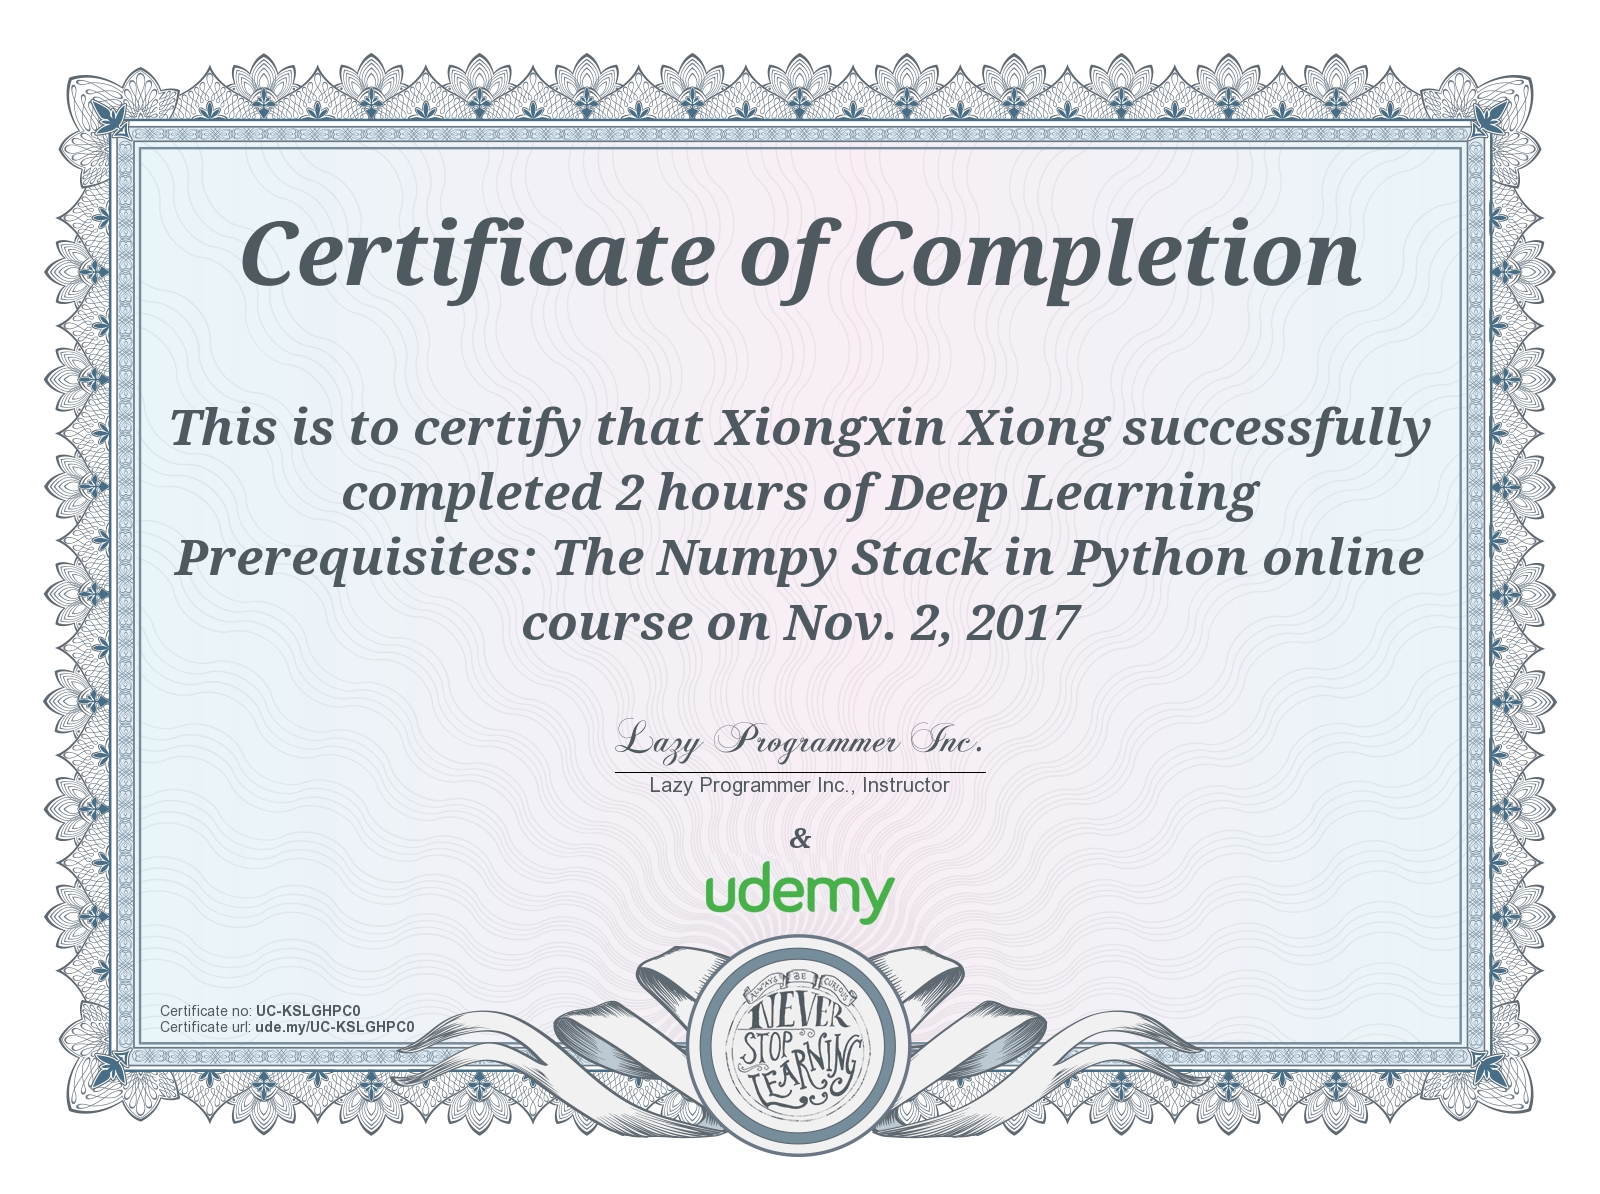 Certificate of Completion
This is to certify that Xiongxin Xiong successfully
completed 2 hours of Deep Learning
Prerequisites: The Numpy Stack in Python online
course on Nov. 2, 2017
Lazy Programmer Inc.
Lazy Programmer Inc., Instructor
&
udemy
Certificate no: UC-KSLGHPC0
Certificate url: ude.my/UC-KSLGHPC0
ALWAYS BE CURIOUS
NEVER
STOP
LEARNING